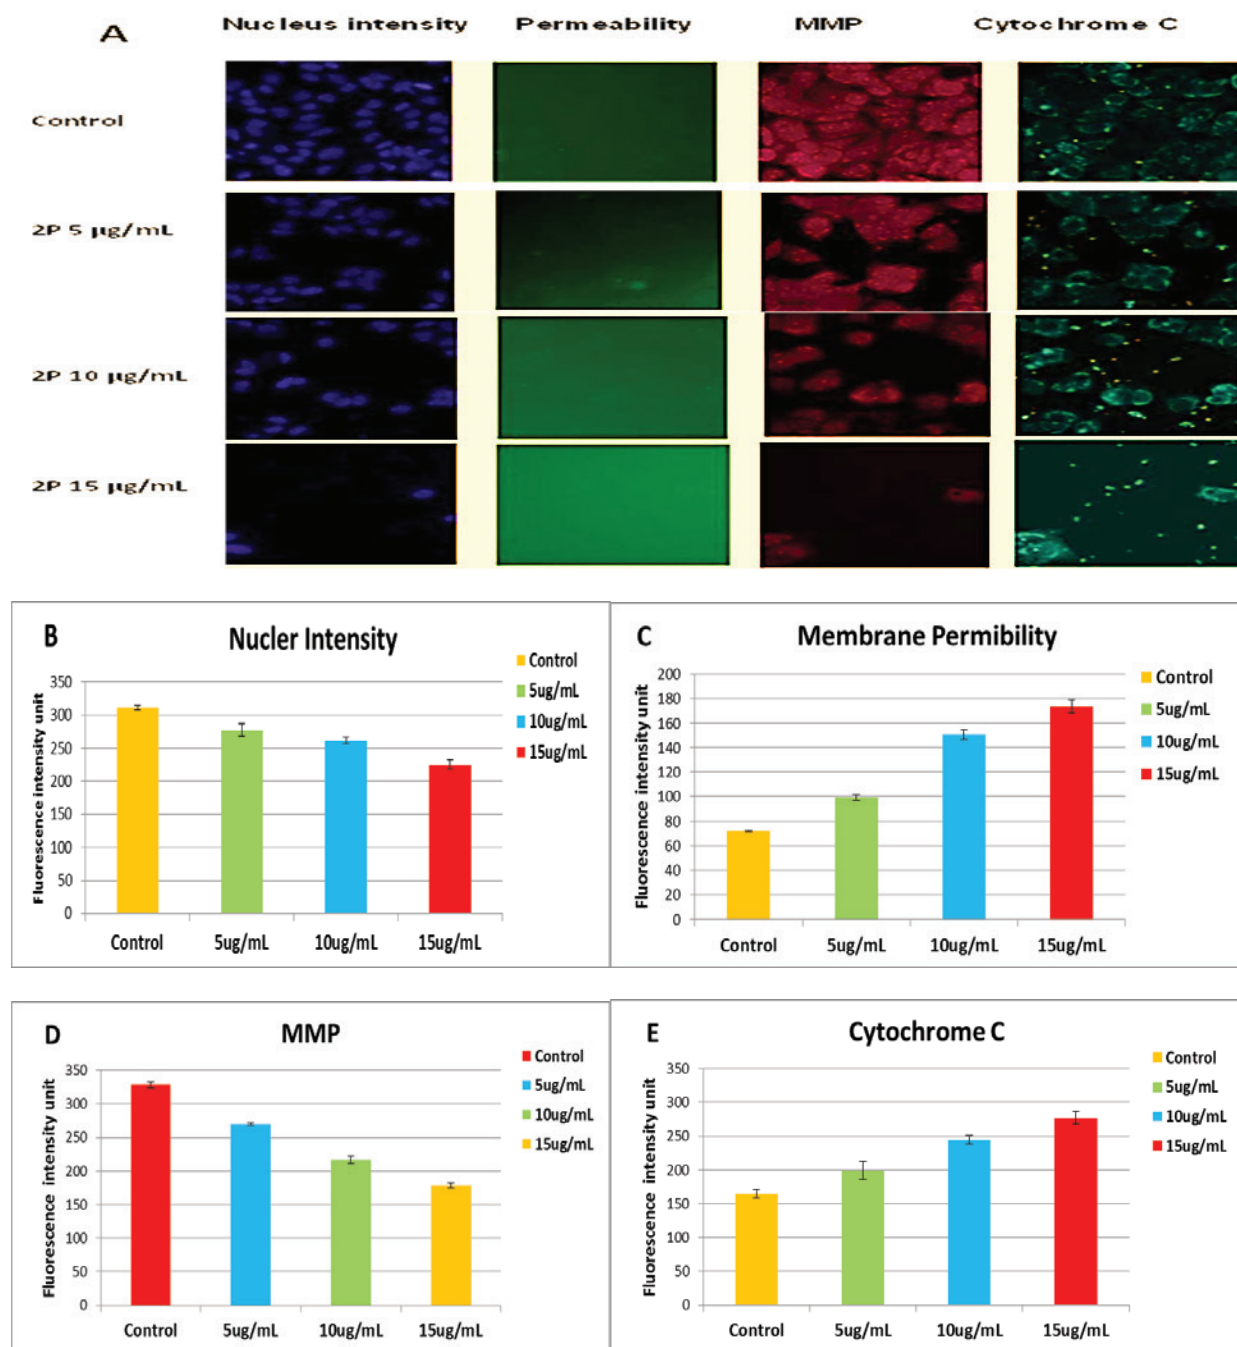 A
Nucleus intensity Permeability MMP Cytochrome C
Control
2P 5 µg/mL
2P 10 µg/mL
2P 15 µg/mL
B
Nucler Intensity
Fluorescence intensity unit
350
300
250
200
150
100
50
0
Control 5ug/mL 10ug/mL 15ug/mL
Control
5ug/mL
10ug/mL
15ug/mL
C
Membrane Permibility
Fluorescence intensity unit
200
180
160
140
120
100
80
60
40
20
0
Control 5ug/mL 10ug/mL 15ug/mL
Control
5ug/mL
10ug/mL
15ug/mL
D
MMP
Fluorescence intensity unit
350
300
250
200
150
100
50
0
Control 5ug/mL 10ug/mL 15ug/mL
Control
5ug/mL
10ug/mL
15ug/mL
E
Cytochrome C
Fluorescence intensity unit
350
300
250
200
150
100
50
0
Control 5ug/mL 10ug/mL 15ug/mL
Control
5ug/mL
10ug/mL
15ug/mL